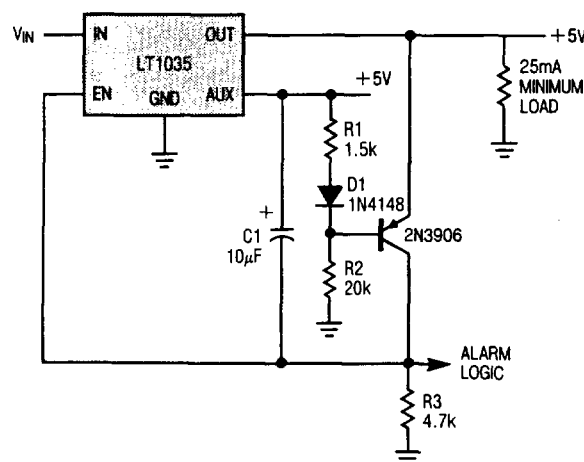 VIN
IN
OUT
+5V
LT1035
EN
GND
AUX
+5V
25mA
MINIMUM
LOAD
R1
1.5k
D1
1N4148
+
C1
10μF
2N3906
R2
20k
ALARM
LOGIC
R3
4.7k